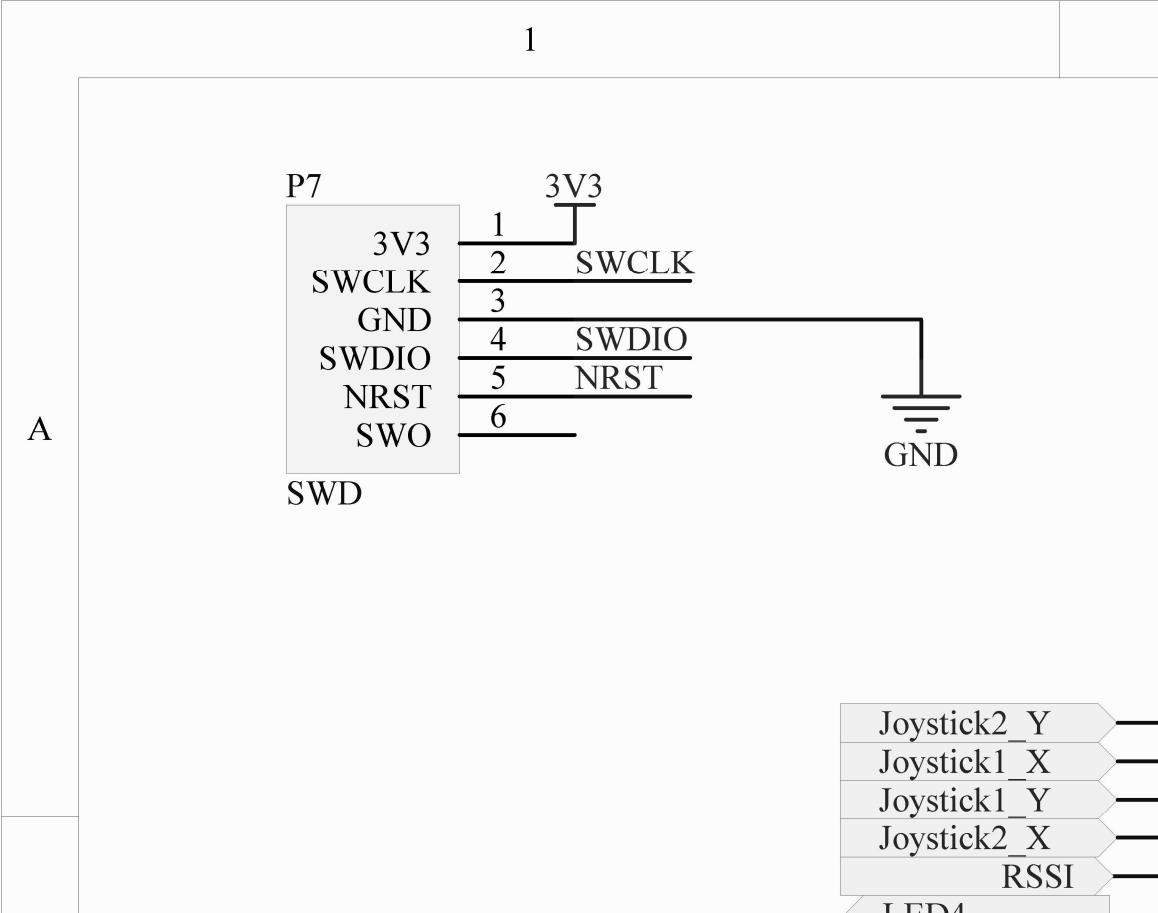 1
A
P7
3V3
3V3 1
SWCLK 2 SWCLK
GND 3
SWDIO 4 SWDIO
NRST 5 NRST
SWO 6
GND
SWD
Joystick2_Y
Joystick1_X
Joystick1_Y
Joystick2_X
RSSI
LED4